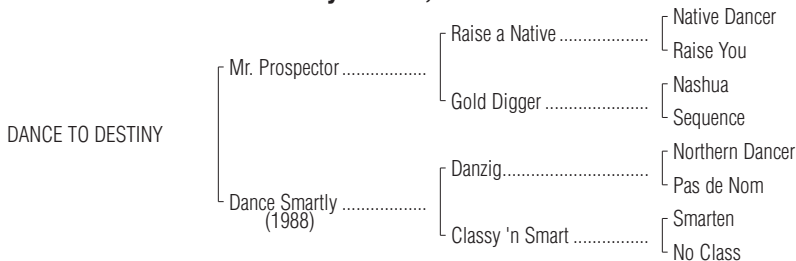 Native Dancer
Raise a Native ...................
Raise You
Mr. Prospector ..................
Nashua
Gold Digger ......................
Sequence
DANCE TO DESTINY
Northern Dancer
Danzig...............................
Pas de Nom
Dance Smartly ..................
(1988)
Smarten
Classy 'n Smart ................
No Class